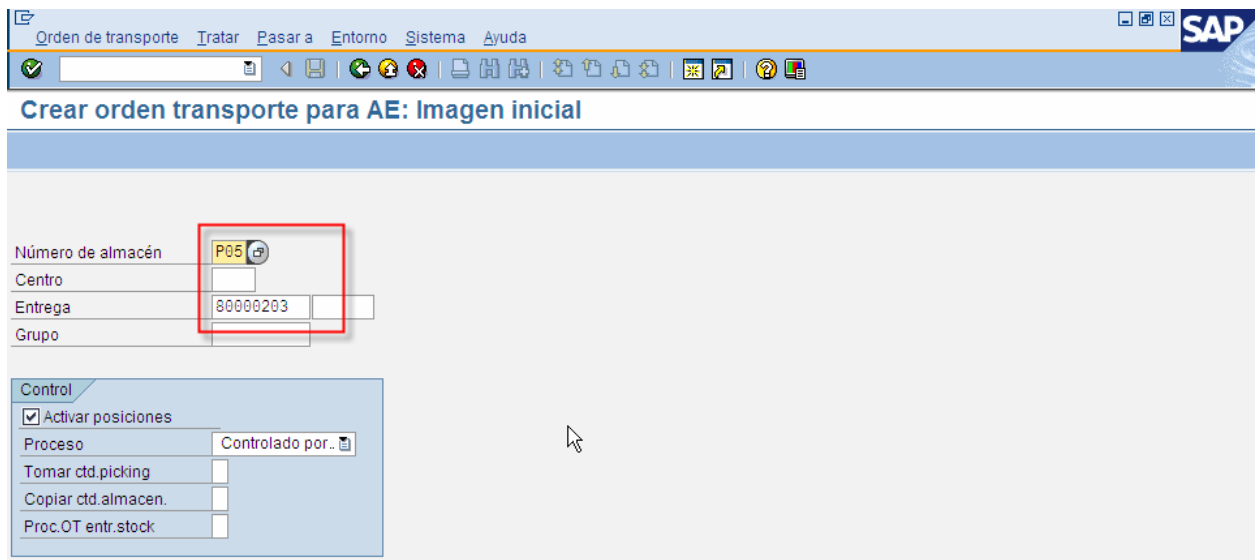 Orden de transporte Tratar Pasar a Entorno Sistema Ayuda
SAP
Crear orden transporte para AE: Imagen inicial
Número de almacén P05
Centro
Entrega 80000203
Grupo
Control
Activar posiciones
Proceso Controlado por..
Tomar ctd.picking
Copiar ctd.almacen.
Proc.OT entr.stock